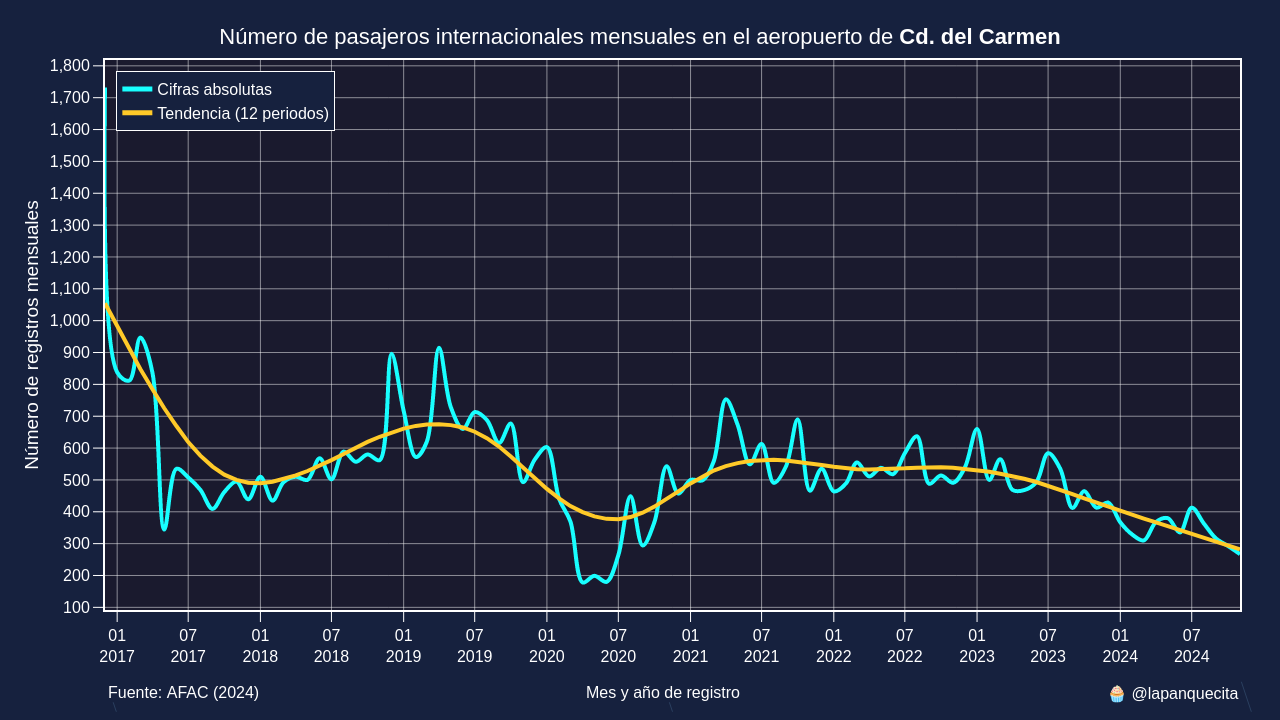 Número de pasajeros internacionales mensuales en el aeropuerto de Cd. del Carmen
Cifras absolutas
Tendencia (12 periodos)
Número de registros mensuales
1,800
1,700
1,600
1,500
1,400
1,300
1,200
1,100
1,000
900
800
700
600
500
400
300
200
100
01 07 01 07 01 07 01 07 01 07 01 07 01 07 01 07
2017 2017 2018 2018 2019 2019 2020 2020 2021 2021 2022 2022 2023 2023 2024 2024
Fuente: AFAC (2024)
Mes y año de registro
🧁 @lapanquecita